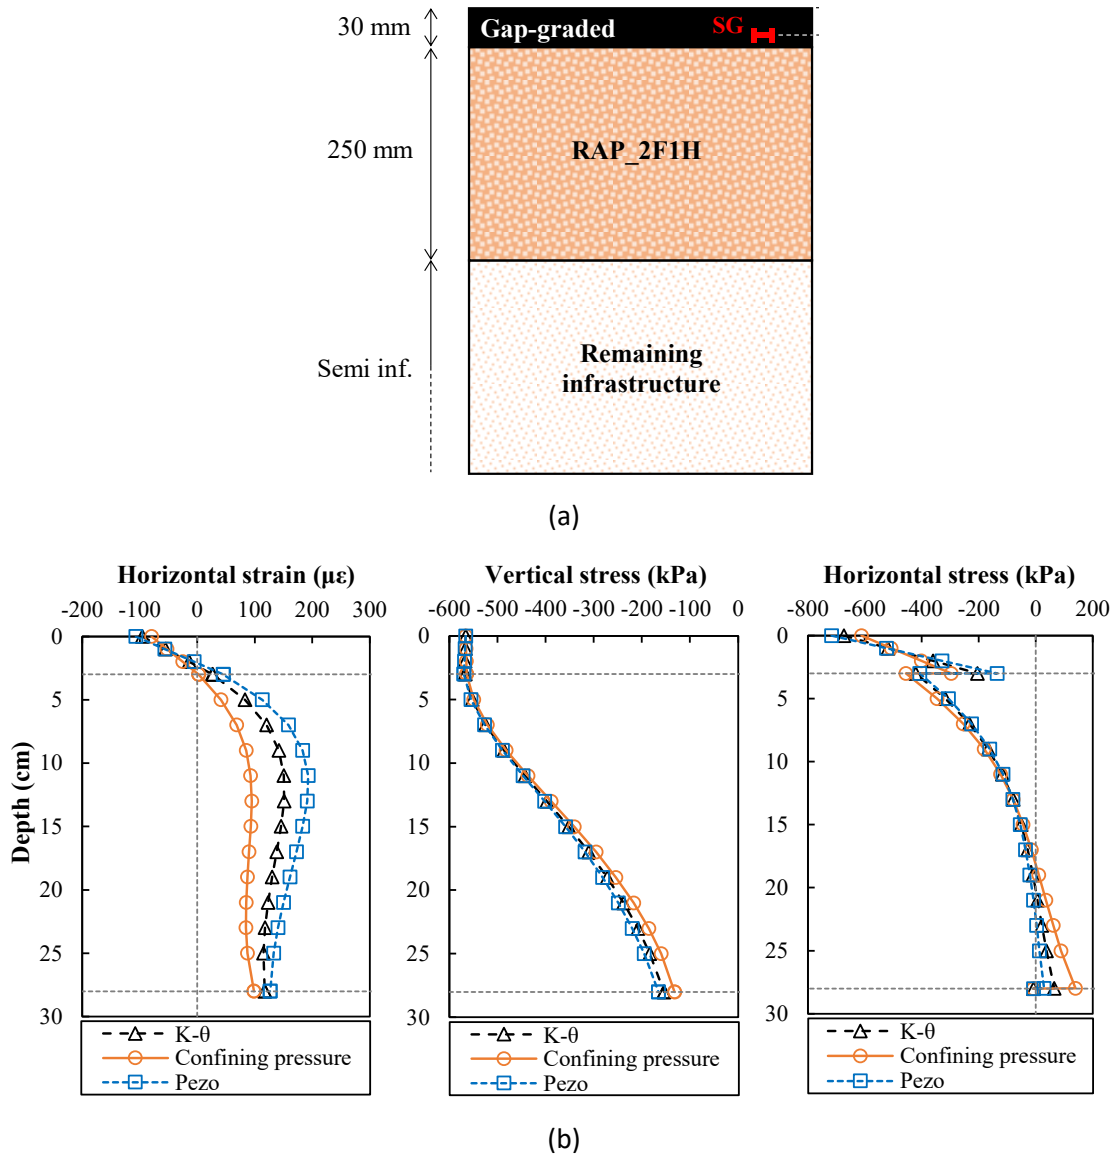 30 mm
Gap-graded
SG
250 mm
RAP_2F1H
Semi inf.
Remaining
infrastructure
(a)
Horizontal strain (με)
-200 -100 0 100 200 300
Depth (cm)
0
5
10
15
20
25
30
K-θ
Confining pressure
Pezo
Vertical stress (kPa)
-600 -500 -400 -300 -200 -100 0
0
5
10
15
20
25
30
K-θ
Confining pressure
Pezo
Horizontal stress (kPa)
-800 -600 -400 -200 0 200
0
5
10
15
20
25
30
K-θ
Confining pressure
Pezo
(b)